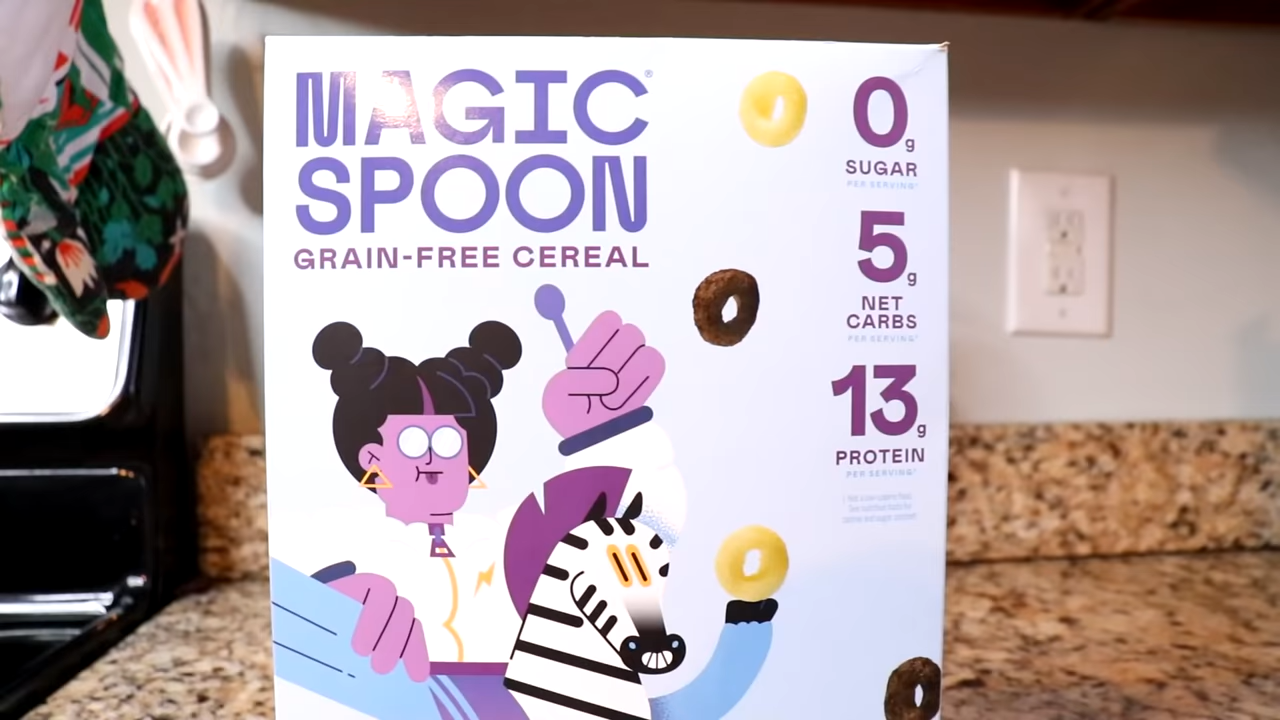 MAGIC®
SPOON
GRAIN-FREE CEREAL
0g
SUGAR
PER SERVING*
5g
NET
CARBS
PER SERVING*
13g
PROTEIN
PER SERVING*